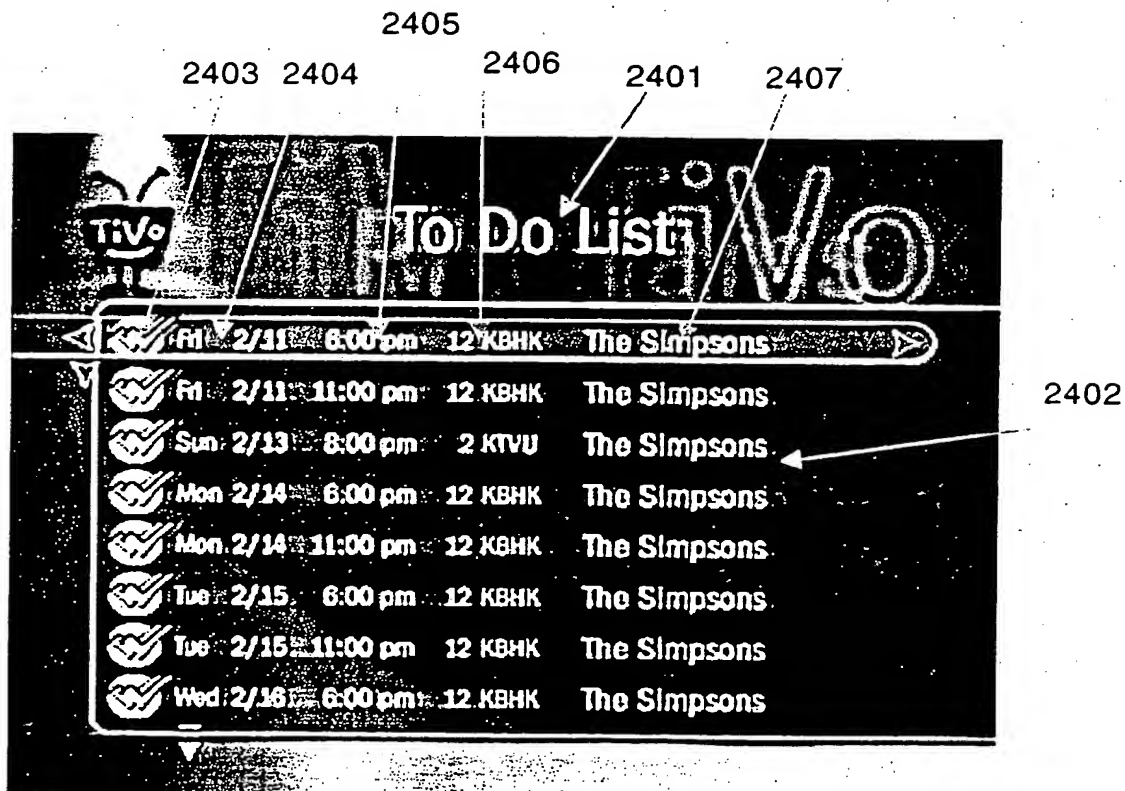 2405
2403 2404 2406 2401 2407
TiVo
To Do List
TiVo
Fri 2/11 6:00 pm 12 KBHK The Simpsons
Fri 2/11 11:00 pm 12 KBHK The Simpsons
2402
Sun 2/13 8:00 pm 2 KTVU The Simpsons
Mon 2/14 6:00 pm 12 KBHK The Simpsons
Mon 2/14 11:00 pm 12 KBHK The Simpsons
Tue 2/15 6:00 pm 12 KBHK The Simpsons
Tue 2/15 11:00 pm 12 KBHK The Simpsons
Wed 2/16 6:00 pm 12 KBHK The Simpsons